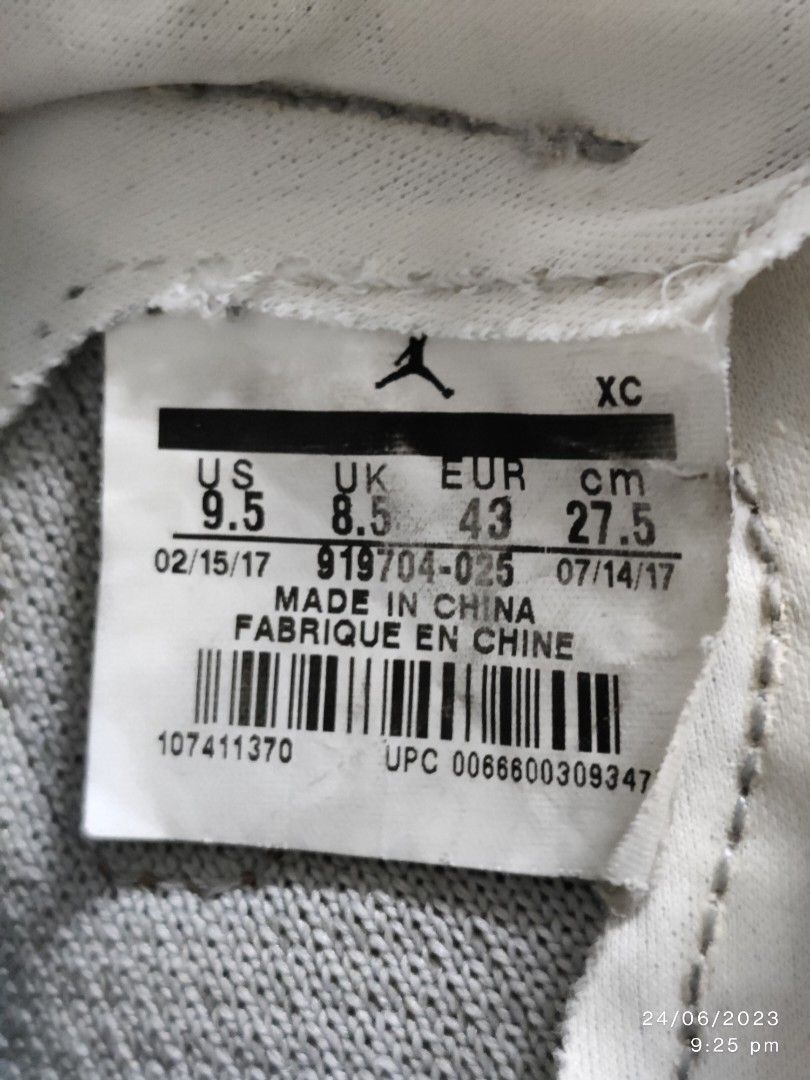 XC
US UK EUR cm
9.5 8.5 43 27.5
02/15/17 919704-025 07/14/17
MADE IN CHINA
FABRIQUE EN CHINE
107411370 UPC 0066600309347
24/06/2023
9:25 pm